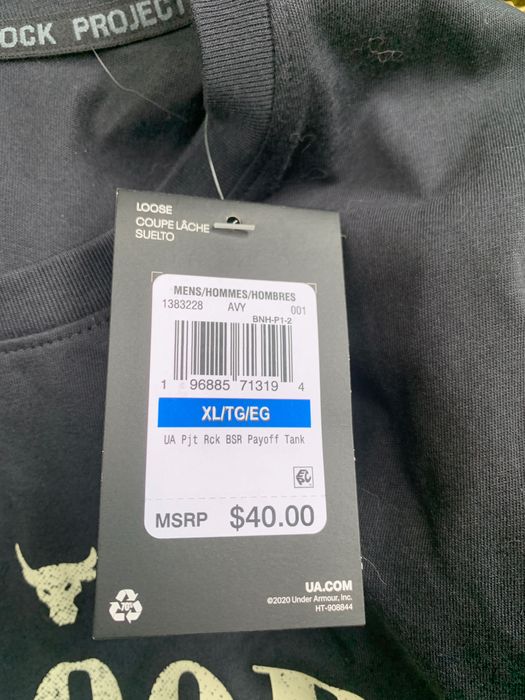 OCK PROJECT
LOOSE
COUPE LÂCHE
SUELTO
MENS/HOMMES/HOMBRES
1383228 AVY 001
BNH-P1-2
1 96885 71319 4
XL/TG/EG
UA Pjt Rck BSR Payoff Tank
MSRP $40.00
UA.COM
©2020 Under Armour, Inc.
HT-908844